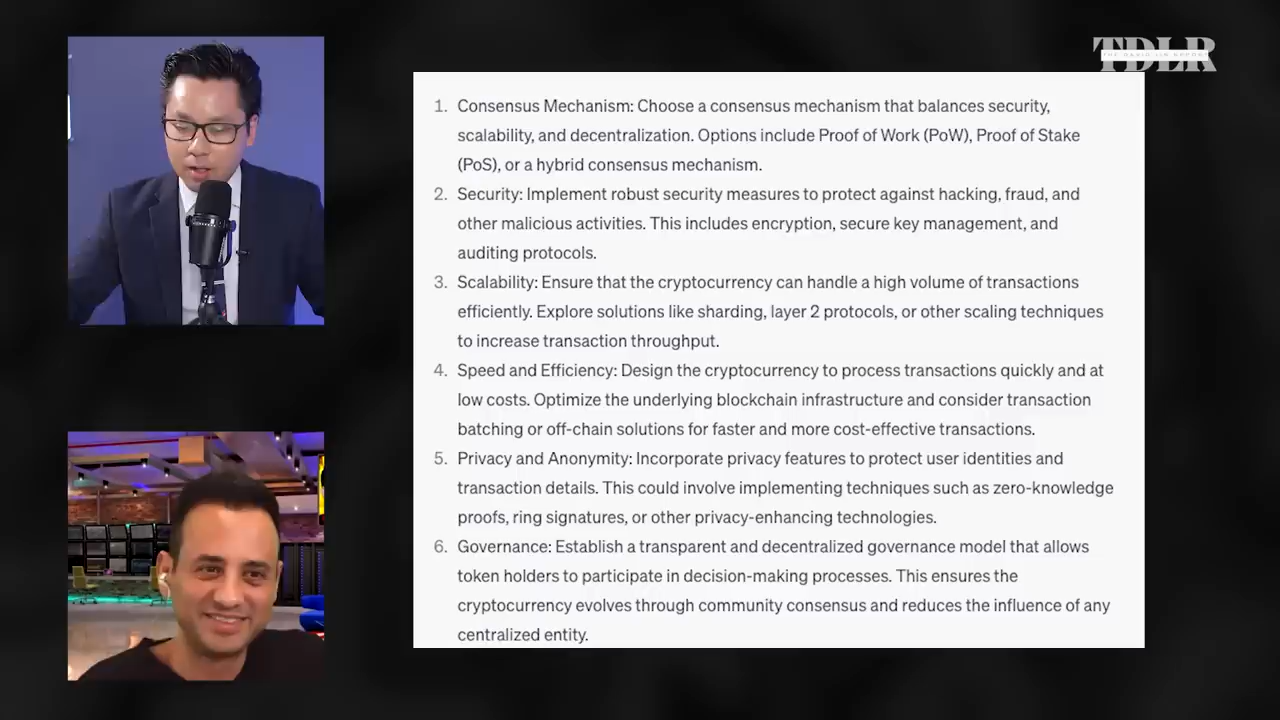 TDLR
THE DAVID LIN REPORT
1. Consensus Mechanism: Choose a consensus mechanism that balances security,
scalability, and decentralization. Options include Proof of Work (PoW), Proof of Stake
(PoS), or a hybrid consensus mechanism.
2. Security: Implement robust security measures to protect against hacking, fraud, and
other malicious activities. This includes encryption, secure key management, and
auditing protocols.
3. Scalability: Ensure that the cryptocurrency can handle a high volume of transactions
efficiently. Explore solutions like sharding, layer 2 protocols, or other scaling techniques
to increase transaction throughput.
4. Speed and Efficiency: Design the cryptocurrency to process transactions quickly and at
low costs. Optimize the underlying blockchain infrastructure and consider transaction
batching or off-chain solutions for faster and more cost-effective transactions.
5. Privacy and Anonymity: Incorporate privacy features to protect user identities and
transaction details. This could involve implementing techniques such as zero-knowledge
proofs, ring signatures, or other privacy-enhancing technologies.
6. Governance: Establish a transparent and decentralized governance model that allows
token holders to participate in decision-making processes. This ensures the
cryptocurrency evolves through community consensus and reduces the influence of any
centralized entity.